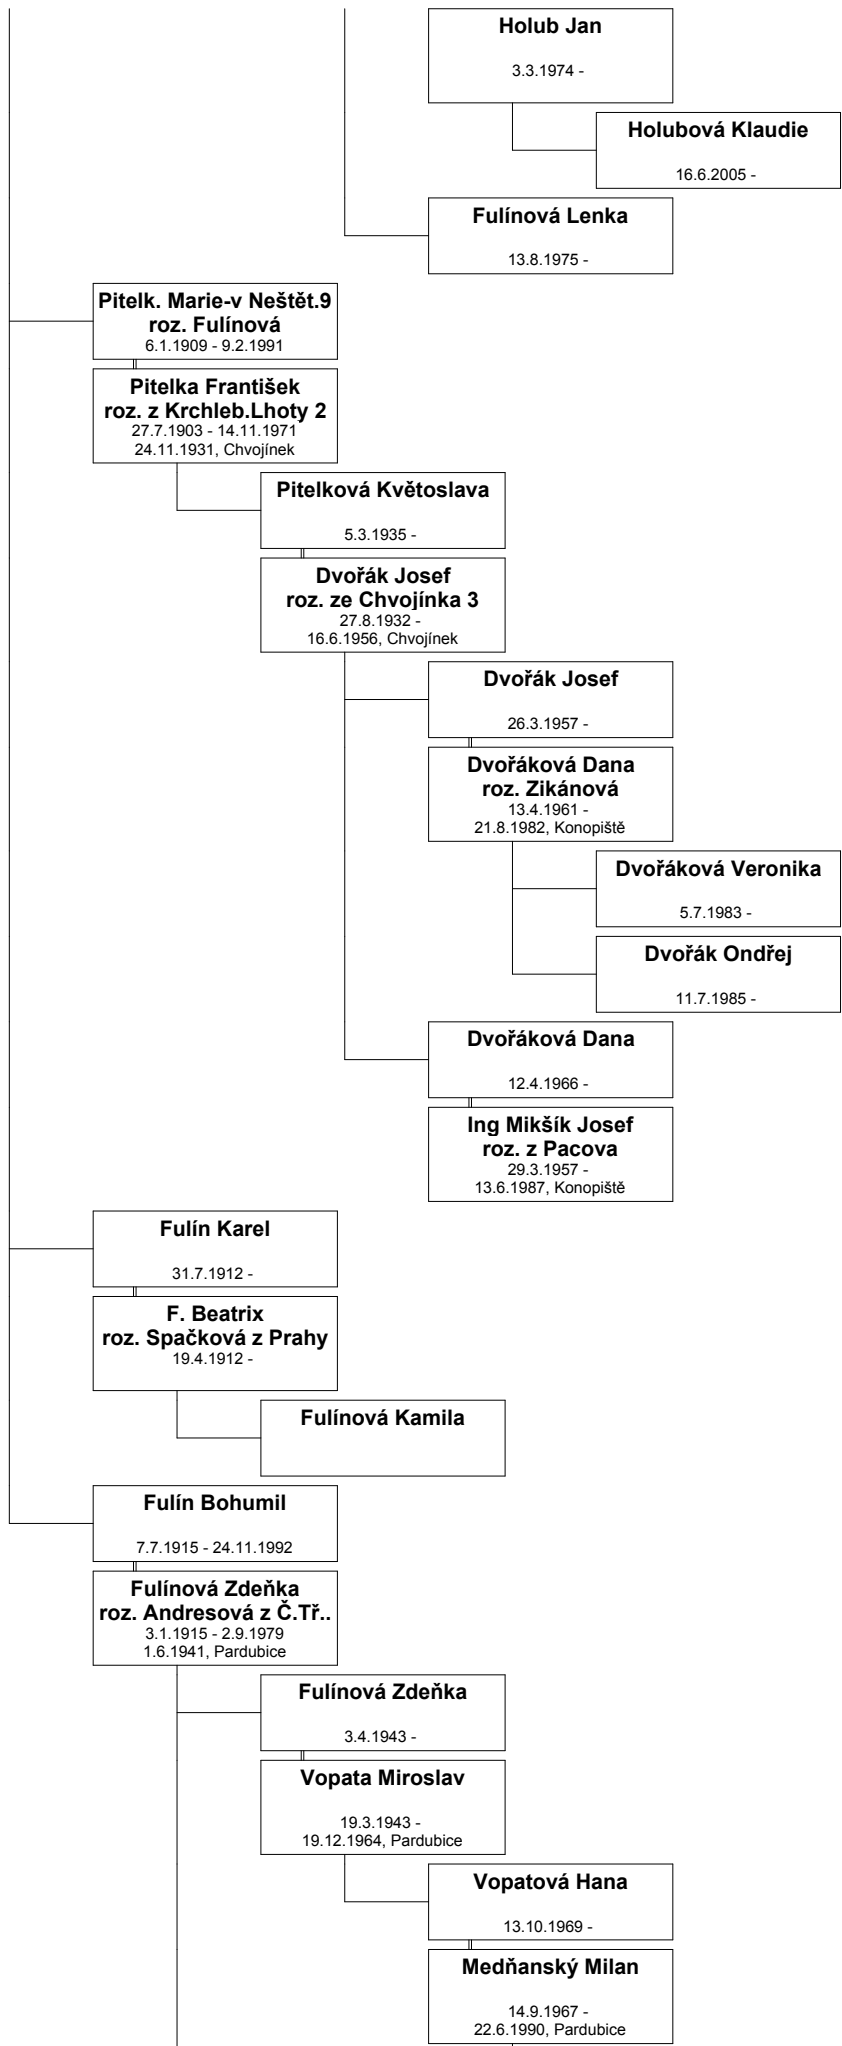 Holub Jan
3.3.1974 -
Holubová Klaudie
16.6.2005 -
Fulínová Lenka
13.8.1975 -
Pitelk. Marie-v Neštět.9
roz. Fulínová
6.1.1909 - 9.2.1991
Pitelka František
roz. z Krchleb.Lhoty 2
27.7.1903 - 14.11.1971
24.11.1931, Chvojínek
Pitelková Květoslava
5.3.1935 -
Dvořák Josef
roz. ze Chvojínka 3
27.8.1932 -
16.6.1956, Chvojínek
Dvořák Josef
26.3.1957 -
Dvořáková Dana
roz. Zikánová
13.4.1961 -
21.8.1982, Konopiště
Dvořáková Veronika
5.7.1983 -
Dvořák Ondřej
11.7.1985 -
Dvořáková Dana
12.4.1966 -
Ing Mikšík Josef
roz. z Pacova
29.3.1957 -
13.6.1987, Konopiště
Fulín Karel
31.7.1912 -
F. Beatrix
roz. Spačková z Prahy
19.4.1912 -
Fulínová Kamila
Fulín Bohumil
7.7.1915 - 24.11.1992
Fulínová Zdeňka
roz. Andresová z Č.Tř..
3.1.1915 - 2.9.1979
1.6.1941, Pardubice
Fulínová Zdeňka
3.4.1943 -
Vopata Miroslav
19.3.1943 -
19.12.1964, Pardubice
Vopatová Hana
13.10.1969 -
Medňanský Milan
14.9.1967 -
22.6.1990, Pardubice